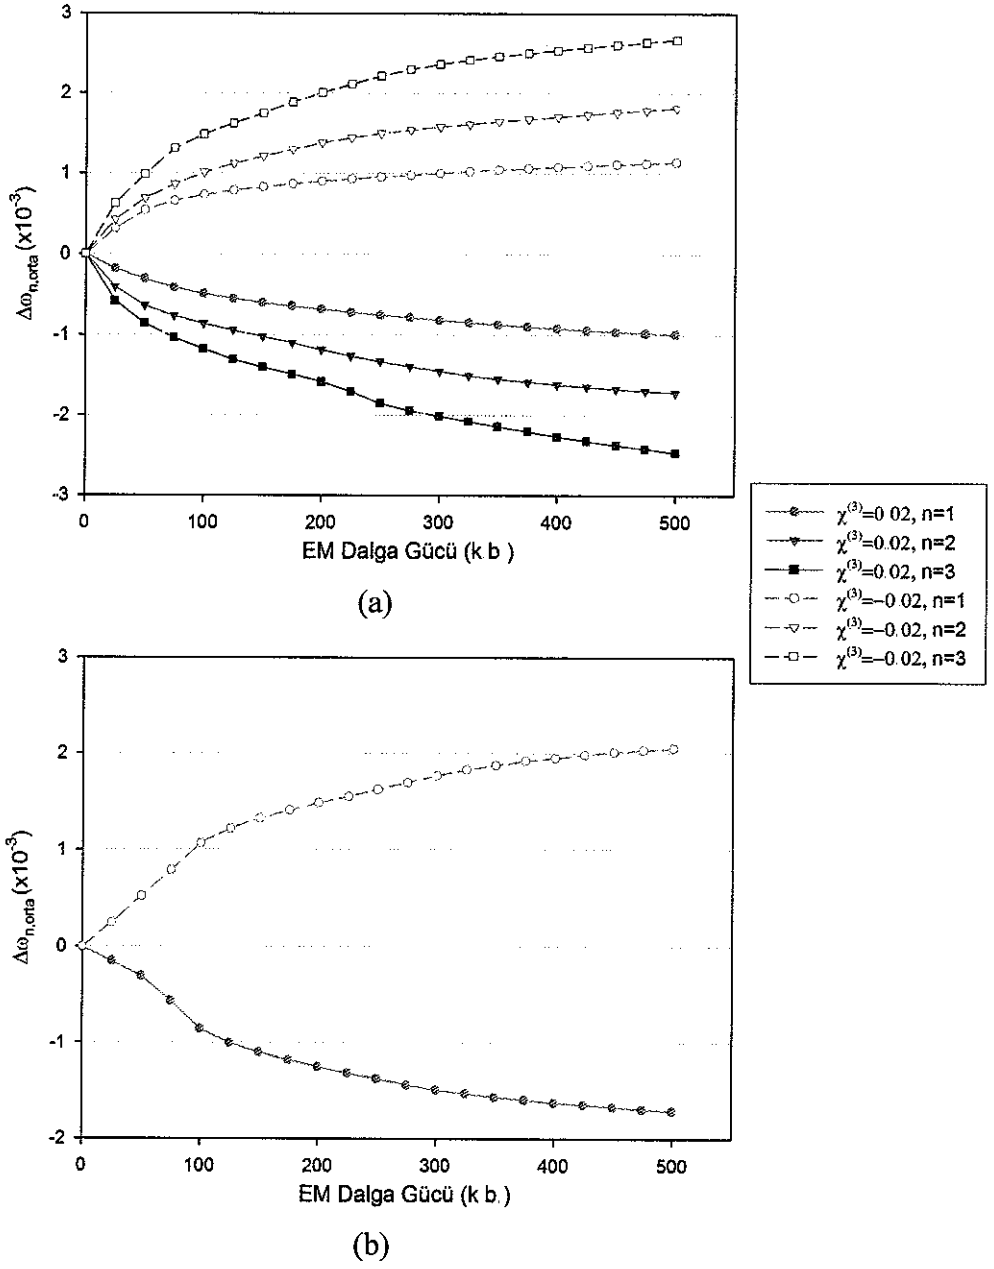 3
2
1
0
-1
-2
-3
Δω_{n,orta} (x10^{-3})
0 100 200 300 400 500
EM Dalga Gücü (k.b.)
(a)
χ^{(3)}=0.02, n=1
χ^{(3)}=0.02, n=2
χ^{(3)}=0.02, n=3
χ^{(3)}=−0.02, n=1
χ^{(3)}=−0.02, n=2
χ^{(3)}=−0.02, n=3
3
2
1
0
-1
-2
Δω_{n,orta} (x10^{-3})
0 100 200 300 400 500
EM Dalga Gücü (k.b.)
(b)